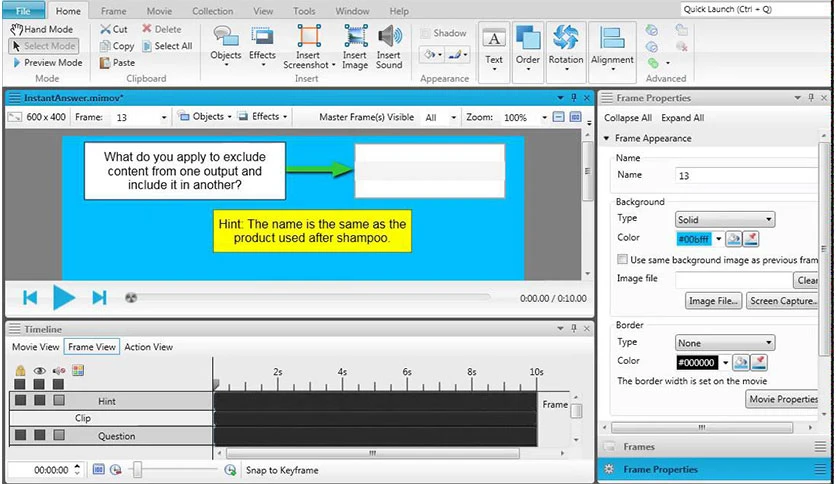 File Home Frame Movie Collection View Tools Window Help Quick Launch (Ctrl + Q)
Hand Mode
Select Mode
Preview Mode
Mode
Cut Delete
Copy Select All
Paste
Clipboard
Objects
Effects
Insert Screenshot
Insert Image
Insert Sound
Insert
Shadow
Appearance
A
Text
Order
Rotation
Alignment
Advanced
InstantAnswer.mimov*
600 x 400 Frame: 13 Objects Effects Master Frame(s) Visible All Zoom: 100%
What do you apply to exclude
content from one output and
include it in another?
Hint: The name is the same as the
product used after shampoo.
0:00.00 / 0:10.00
Timeline
Movie View Frame View Action View
2s 4s 6s 8s 10s
Hint
Frame
Clip
Question
00:00:00 Snap to Keyframe
Frame Properties
Collapse All Expand All
Frame Appearance
Name
Name 13
Background
Type Solid
Color #00bfff
Use same background image as previous fram
Image file Clear
Image File... Screen Capture...
Border
Type None
Color #000000
The border width is set on the movie
Movie Properties
Frames
Frame Properties